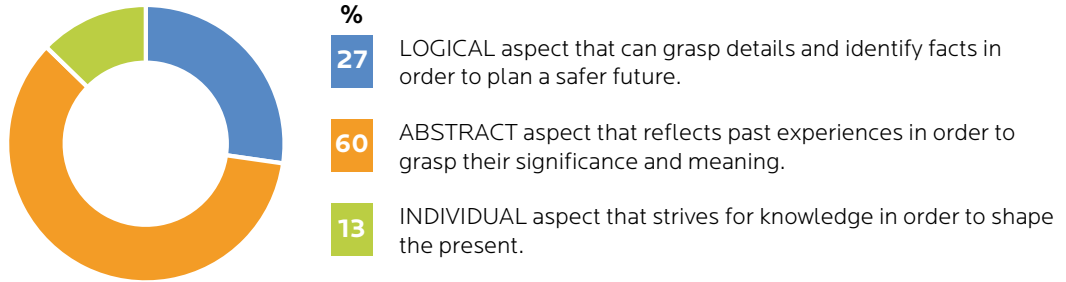 %
27
LOGICAL aspect that can grasp details and identify facts in
order to plan a safer future.
60
ABSTRACT aspect that reflects past experiences in order to
grasp their significance and meaning.
13
INDIVIDUAL aspect that strives for knowledge in order to shape
the present.